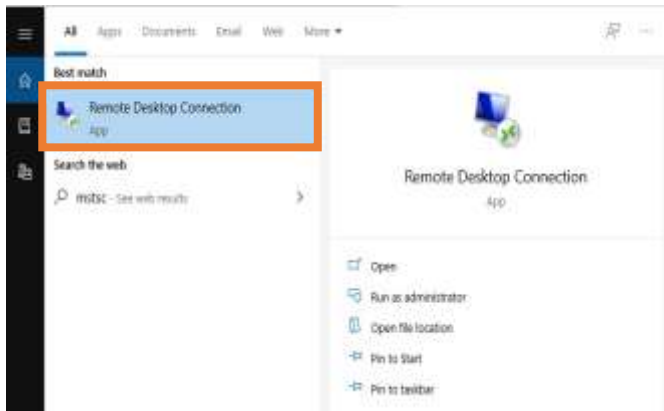 All Apps Documents Email Web More
Best match
Remote Desktop Connection
App
Search the web
mstsc - See web results
Remote Desktop Connection
App
Open
Run as administrator
Open file location
Pin to Start
Pin to taskbar